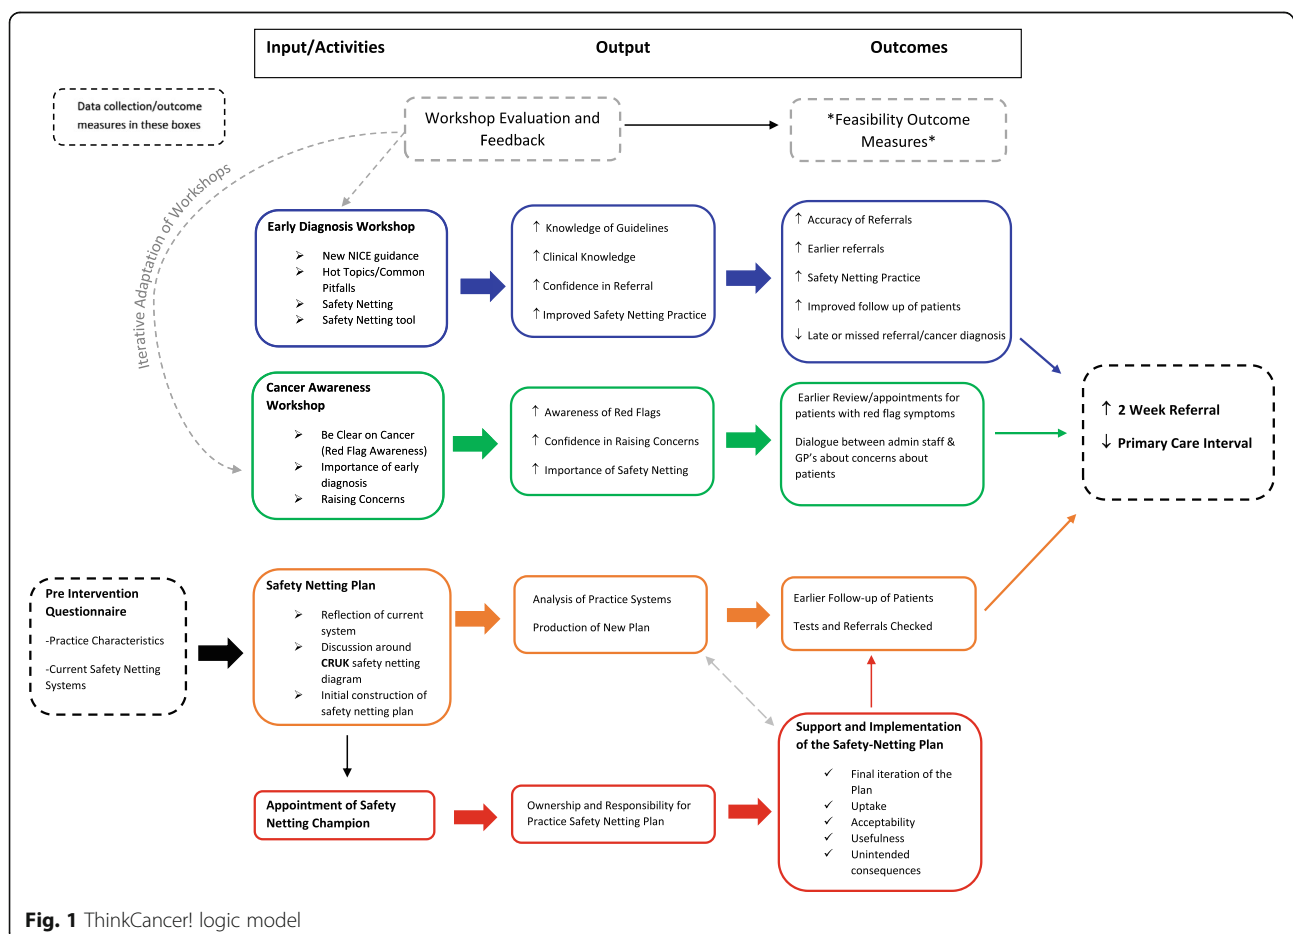 Input/Activities
Output
Outcomes
Data collection/outcome
measures in these boxes
Workshop Evaluation and
Feedback
*Feasibility Outcome
Measures*
Iterative Adaptation of Workshops
Early Diagnosis Workshop
➢ New NICE guidance
➢ Hot Topics/Common
Pitfalls
➢ Safety Netting
➢ Safety Netting tool
↑ Knowledge of Guidelines
↑ Clinical Knowledge
↑ Confidence in Referral
↑ Improved Safety Netting Practice
↑ Accuracy of Referrals
↑ Earlier referrals
↑ Safety Netting Practice
↑ Improved follow up of patients
↓ Late or missed referral/cancer diagnosis
Cancer Awareness
Workshop
➢ Be Clear on Cancer
(Red Flag Awareness)
➢ Importance of early
diagnosis
➢ Raising Concerns
↑ Awareness of Red Flags
↑ Confidence in Raising Concerns
↑ Importance of Safety Netting
Earlier Review/appointments for
patients with red flag symptoms
Dialogue between admin staff &
GP's about concerns about
patients
↑ 2 Week Referral
↓ Primary Care Interval
Pre Intervention
Questionnaire
-Practice Characteristics
-Current Safety Netting
Systems
Safety Netting Plan
➢ Reflection of current
system
➢ Discussion around
CRUK safety netting
diagram
➢ Initial construction of
safety netting plan
Analysis of Practice Systems
Production of New Plan
Earlier Follow-up of Patients
Tests and Referrals Checked
Appointment of Safety
Netting Champion
Ownership and Responsibility for
Practice Safety Netting Plan
Support and Implementation
of the Safety-Netting Plan
✓ Final iteration of the
Plan
✓ Uptake
✓ Acceptability
✓ Usefulness
✓ Unintended
consequences
Fig. 1 ThinkCancer! logic model